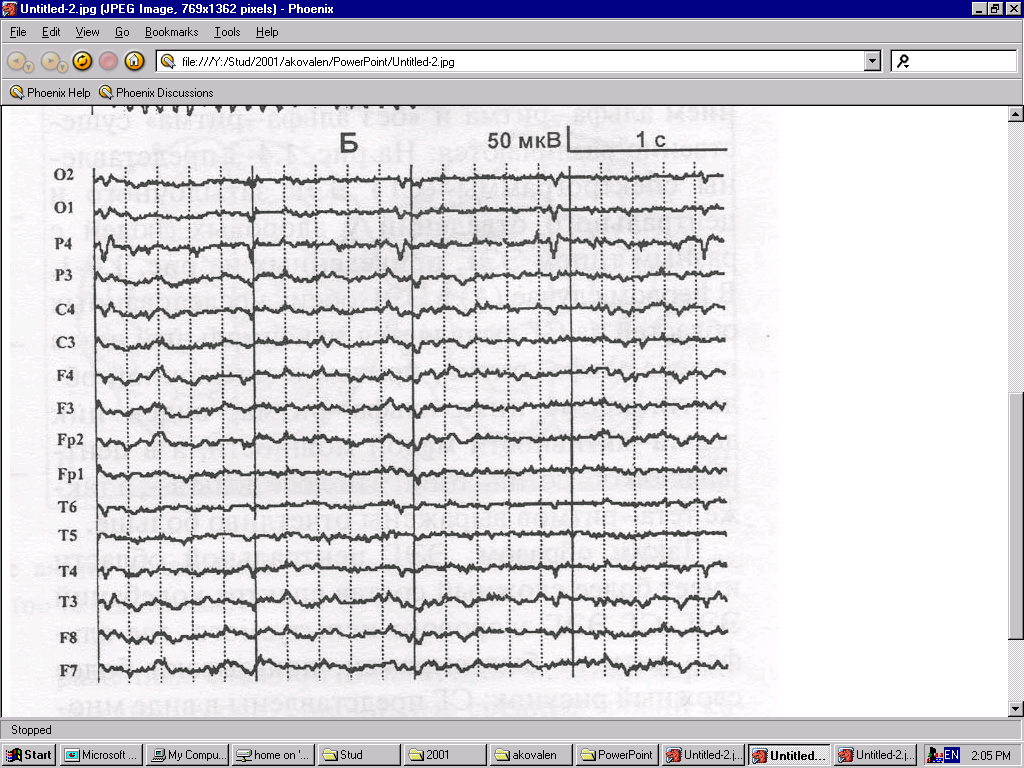 Untitled-2.jpg (JPEG Image, 769x1362 pixels) - Phoenix
File Edit View Go Bookmarks Tools Help
file:///Y:/Stud/2001/akovalen/PowerPoint/Untitled-2.jpg
Phoenix Help Phoenix Discussions
Б 50 мкВ 1 с
O2
O1
P4
P3
C4
C3
F4
F3
Fp2
Fp1
T6
T5
T4
T3
F8
F7
Stopped
Start Microsoft ... My Compu... home on '... Stud 2001 akovalen PowerPoint Untitled-2.j... Untitled... Untitled-2.j... EN 2:05 PM